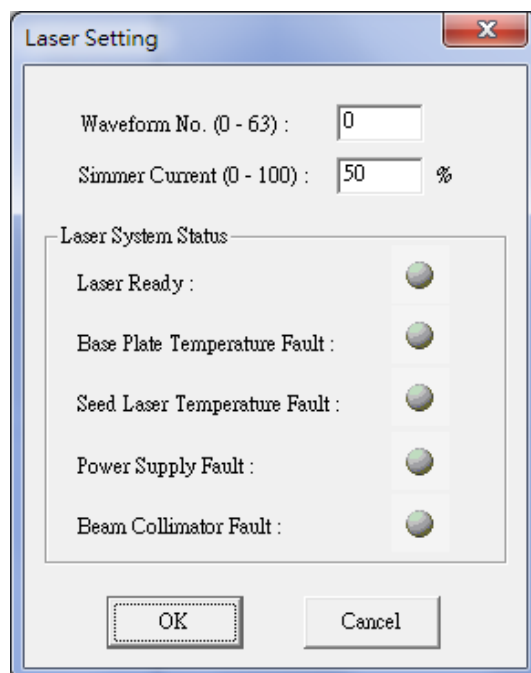 Laser Setting
Waveform No. (0 - 63) : 0
Simmer Current (0 - 100) : 50 %
Laser System Status
Laser Ready :
Base Plate Temperature Fault :
Seed Laser Temperature Fault :
Power Supply Fault :
Beam Collimator Fault :
OK Cancel